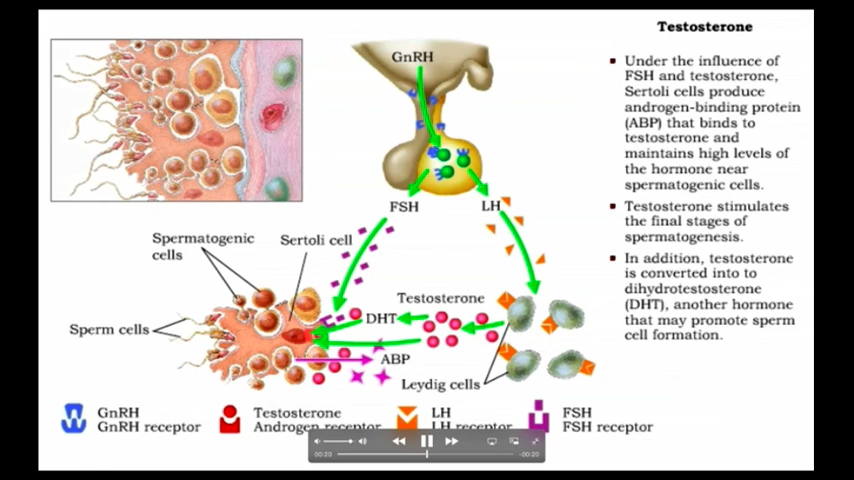 Testosterone
GnRH
Under the influence of
FSH and testosterone,
Sertoli cells produce
androgen-binding protein
(ABP) that binds to
testosterone and
maintains high levels of
the hormone near
spermatogenic cells.
Testosterone stimulates
the final stages of
spermatogenesis.
In addition, testosterone
is converted into to
dihydrotestosterone
(DHT), another hormone
that may promote sperm
cell formation.
FSH
LH
Spermatogenic
cells
Sertoli cell
Testosterone
DHT
Sperm cells
ABP
Leydig cells
GnRH
GnRH receptor
Testosterone
Androgen receptor
LH
LH receptor
FSH
FSH receptor
00:20
-00:20